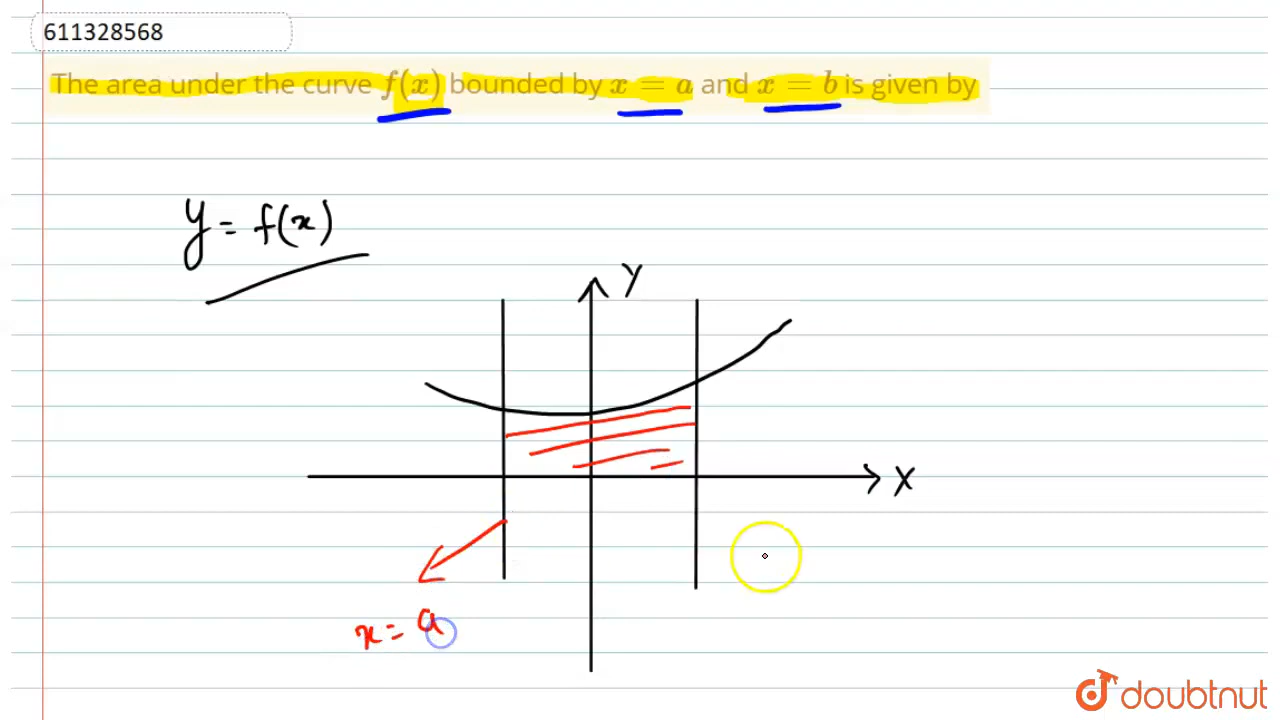 611328568
The area under the curve f(x) bounded by x = a and x = b is given by
y = f(x)
Y
X
x = a
doubtnut